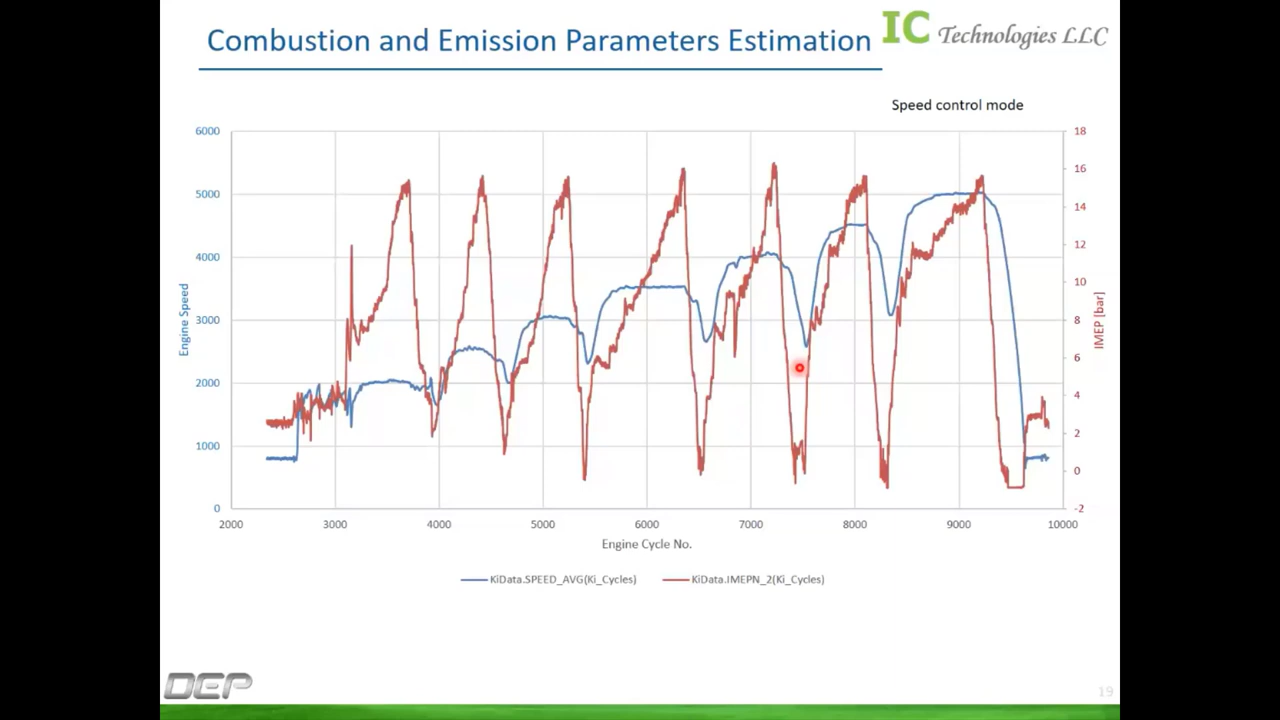 Combustion and Emission Parameters Estimation
IC Technologies LLC
Speed control mode
6000
5000
4000
3000
2000
1000
0
Engine Speed
18
16
14
12
10
8
6
4
2
0
-2
IMEP [bar]
2000 3000 4000 5000 6000 7000 8000 9000 10000
Engine Cycle No.
KiData.SPEED_AVG(Ki_Cycles) KiData.IMEPN_2(Ki_Cycles)
DEP
19